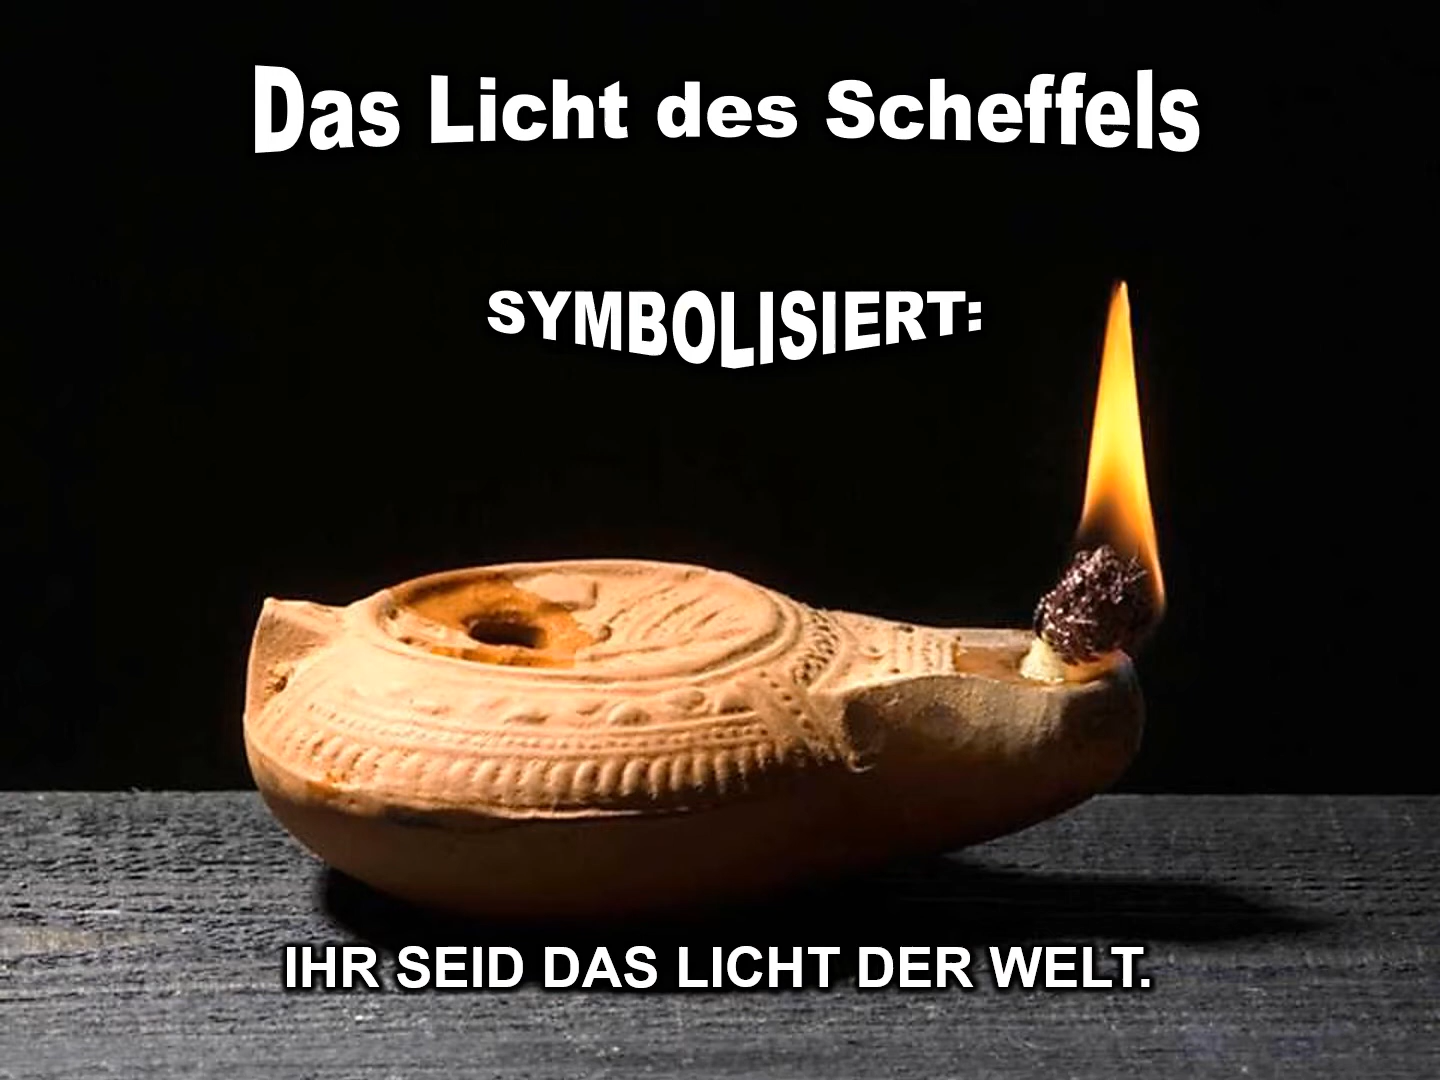 Das Licht des Scheffels
SYMBOLISIERT:
IHR SEID DAS LICHT DER WELT.